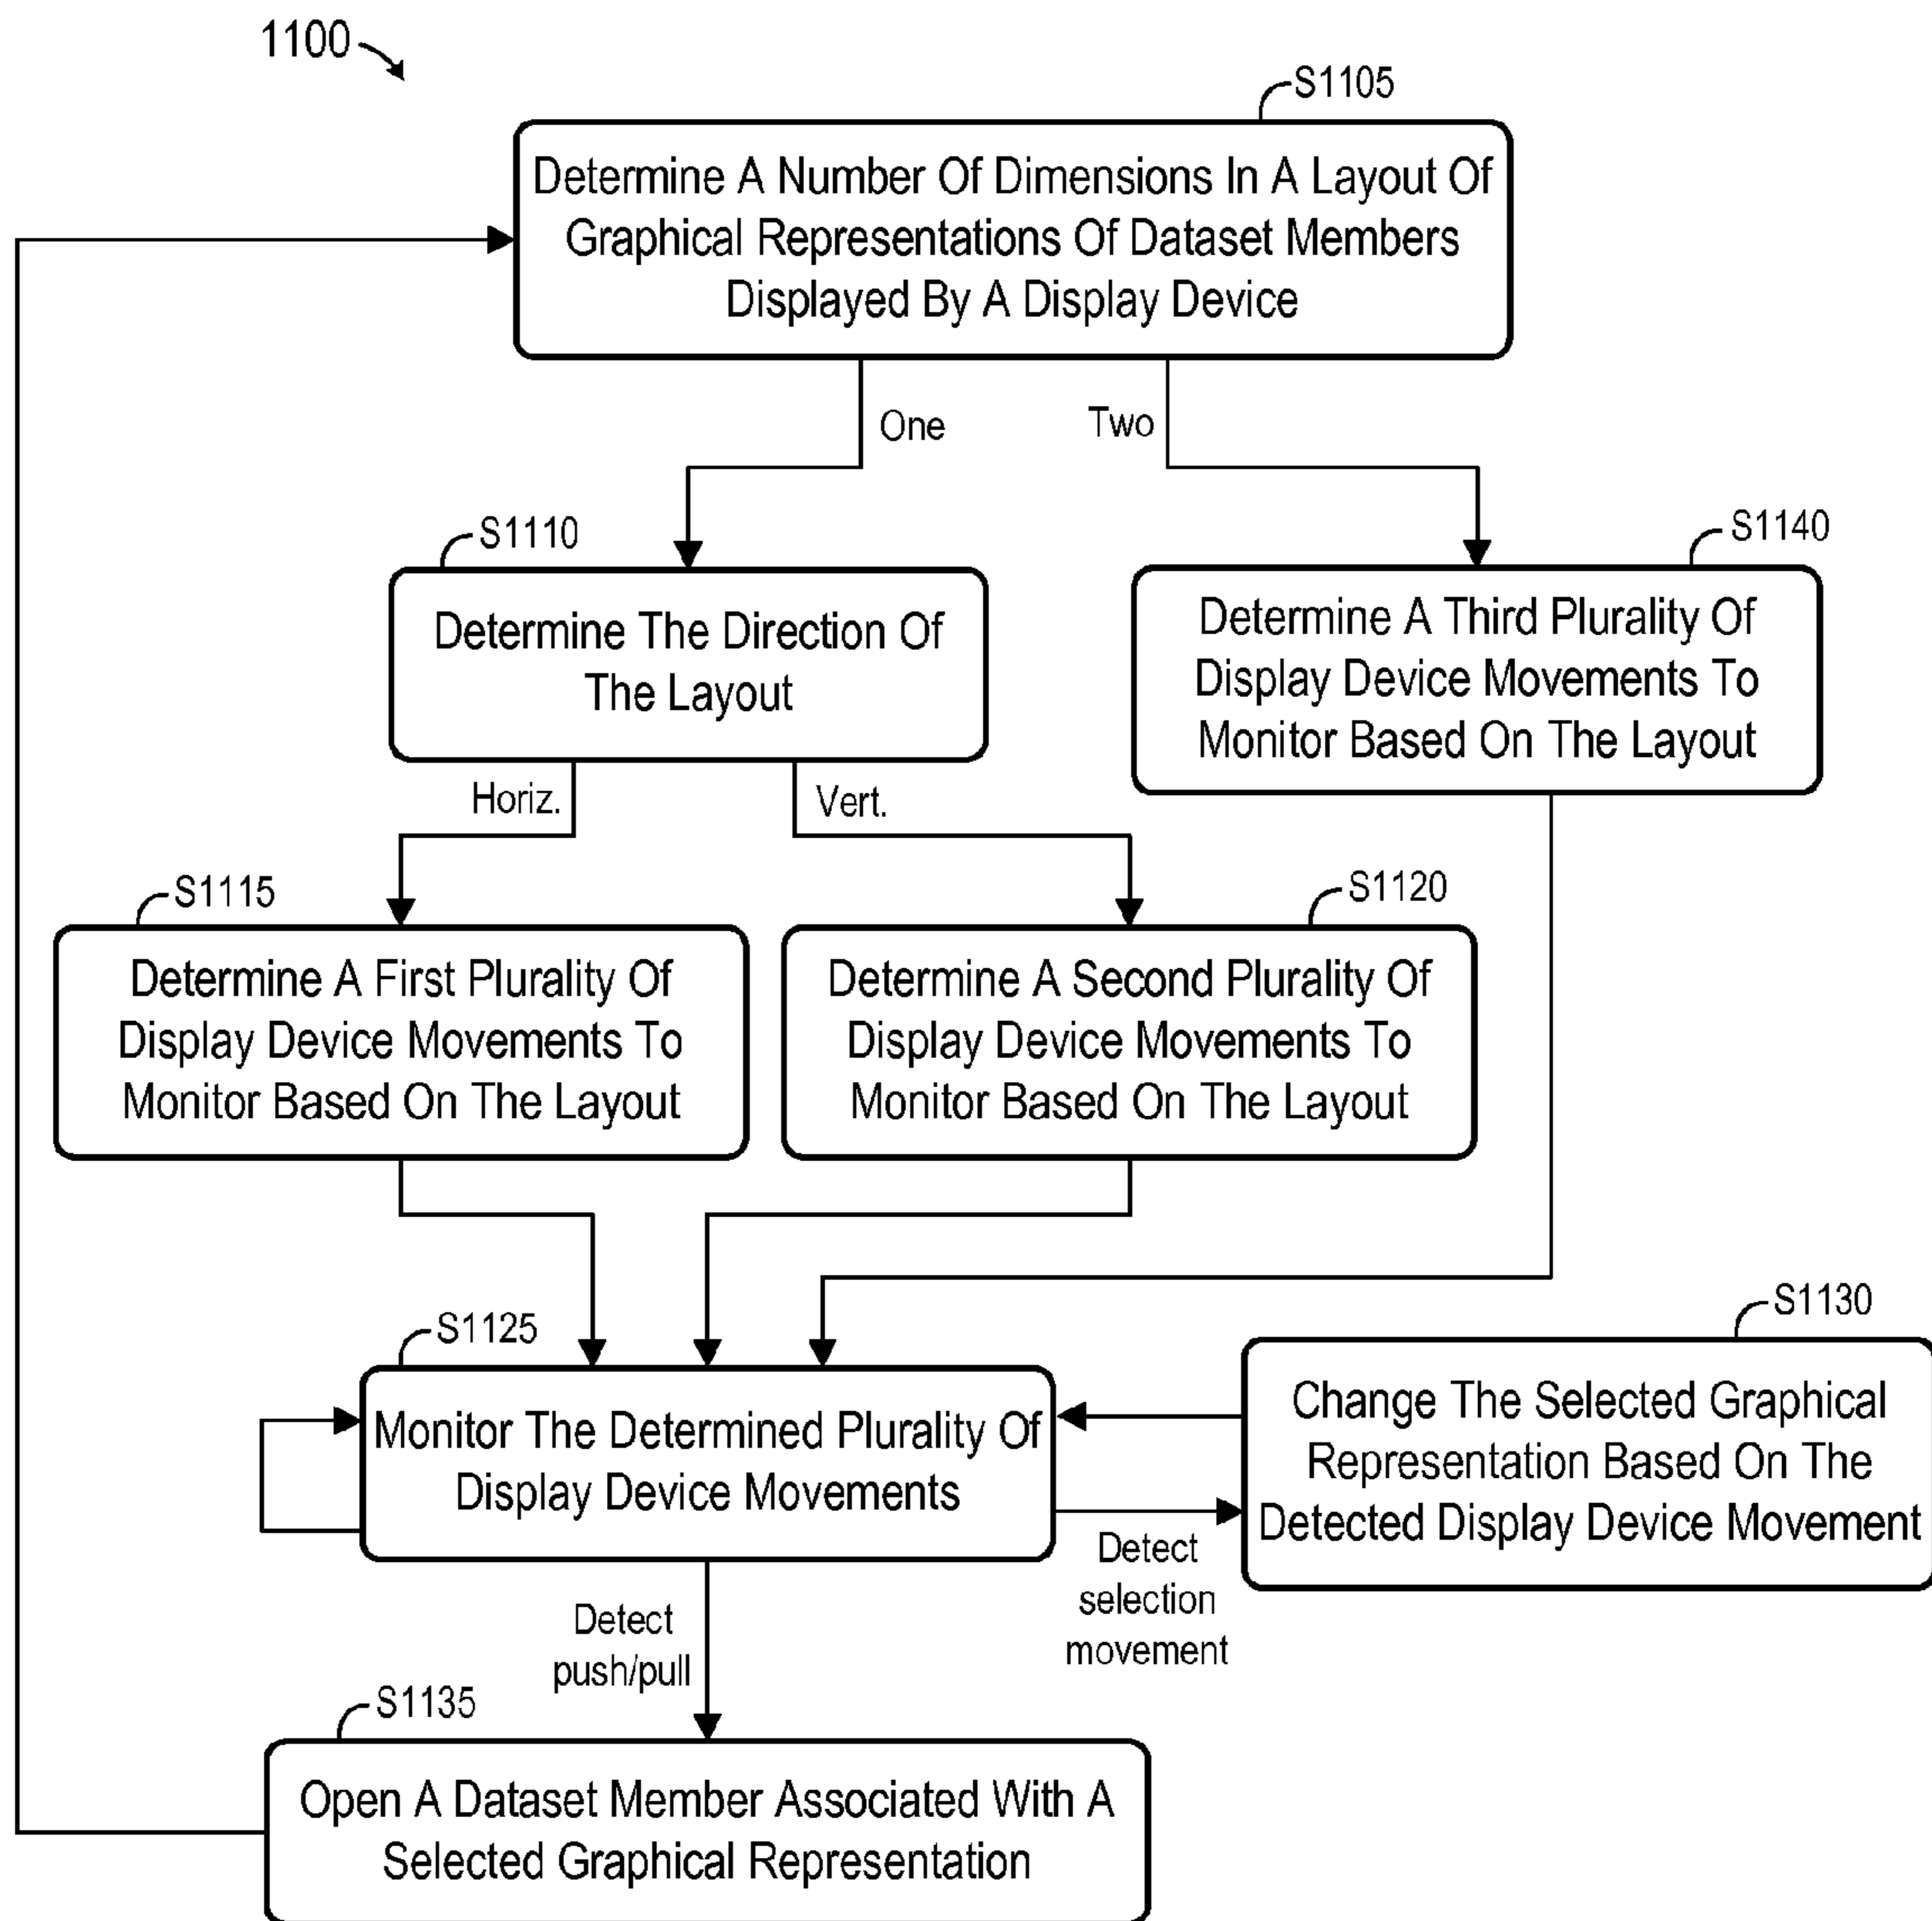 1100
S1105
Determine A Number Of Dimensions In A Layout Of
Graphical Representations Of Dataset Members
Displayed By A Display Device
One
Two
S1110
Determine The Direction Of
The Layout
S1140
Determine A Third Plurality Of
Display Device Movements To
Monitor Based On The Layout
Horiz.
Vert.
S1115
Determine A First Plurality Of
Display Device Movements To
Monitor Based On The Layout
S1120
Determine A Second Plurality Of
Display Device Movements To
Monitor Based On The Layout
S1125
Monitor The Determined Plurality Of
Display Device Movements
S1130
Change The Selected Graphical
Representation Based On The
Detected Display Device Movement
Detect
selection
movement
Detect
push/pull
S1135
Open A Dataset Member Associated With A
Selected Graphical Representation